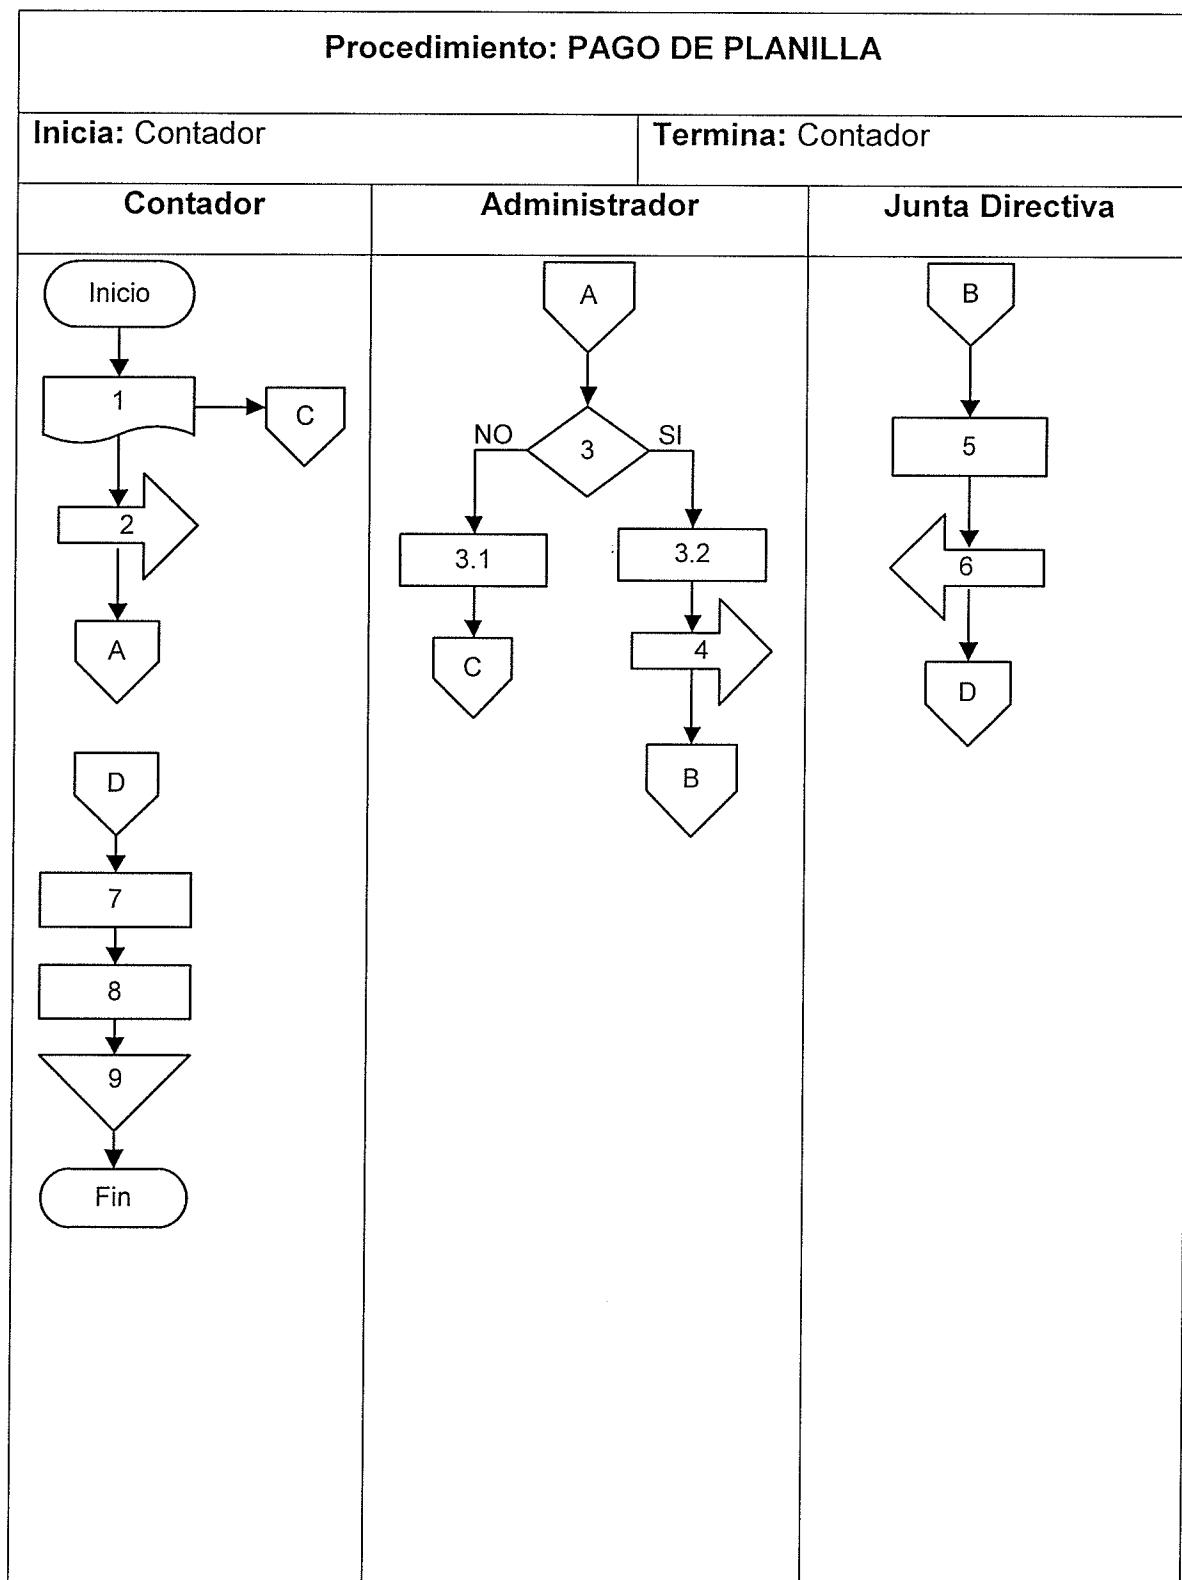 Procedimiento: PAGO DE PLANILLA
Inicia: Contador
Termina: Contador
Contador
Administrador
Junta Directiva
Inicio
1
C
2
A
D
7
8
9
Fin
A
NO
3
SI
3.1
3.2
C
4
B
B
5
6
D